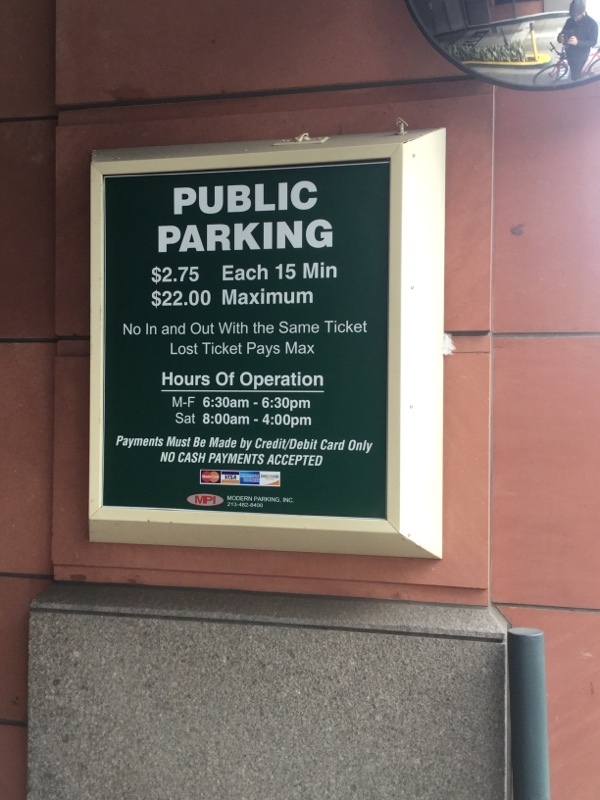 PUBLIC
PARKING
$2.75 Each 15 Min
$22.00 Maximum
No In and Out With the Same Ticket
Lost Ticket Pays Max
Hours Of Operation
M-F 6:30am - 6:30pm
Sat 8:00am - 4:00pm
Payments Must Be Made by Credit/Debit Card Only
NO CASH PAYMENTS ACCEPTED
VISA
MPI MODERN PARKING, INC.
213-482-8400